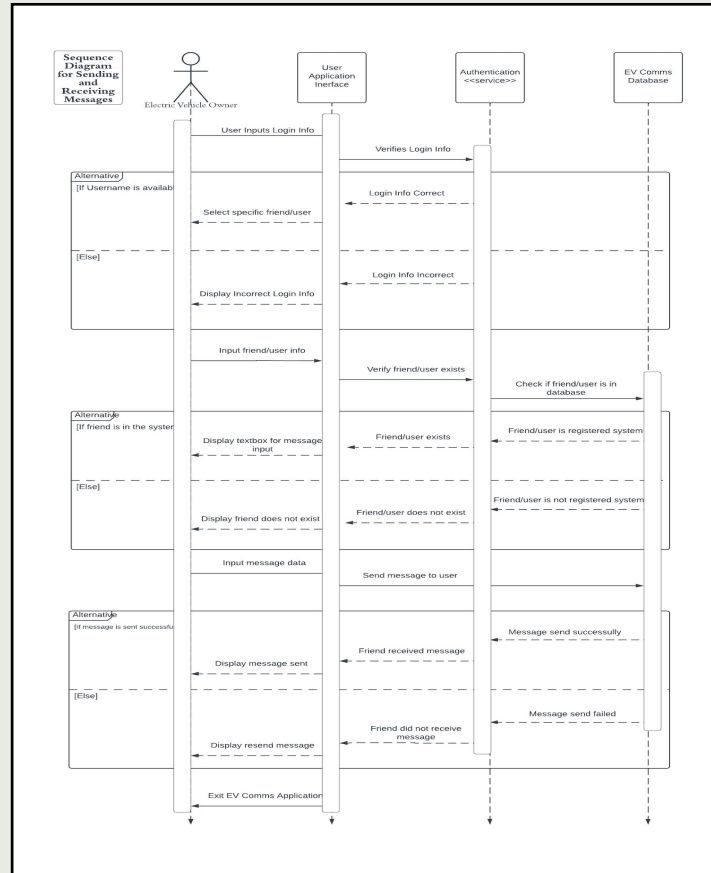 Sequence
Diagram
for Sending
and
Receiving
Messages
Electric Vehicle Owner
User
Application
Inerface
Authentication
<<service>>
EV Comms
Database
User Inputs Login Info
Verifies Login Info
Alternative
[If Username is availab
Login Info Correct
Select specific friend/user
[Else]
Login Info Incorrect
Display Incorrect Login Info
Input friend/user info
Verify friend/user exists
Check if friend/user is in
database
Alternative
[If friend is in the system
Friend/user is registered system
Friend/user exists
Display textbox for message
input
[Else]
Friend/user is not registered system
Friend/user does not exist
Display friend does not exist
Input message data
Send message to user
Alternative
[If message is sent successfu
Message send successully
Friend received message
Display message sent
[Else]
Message send failed
Friend did not receive
message
Display resend message
Exit EV Comms Application